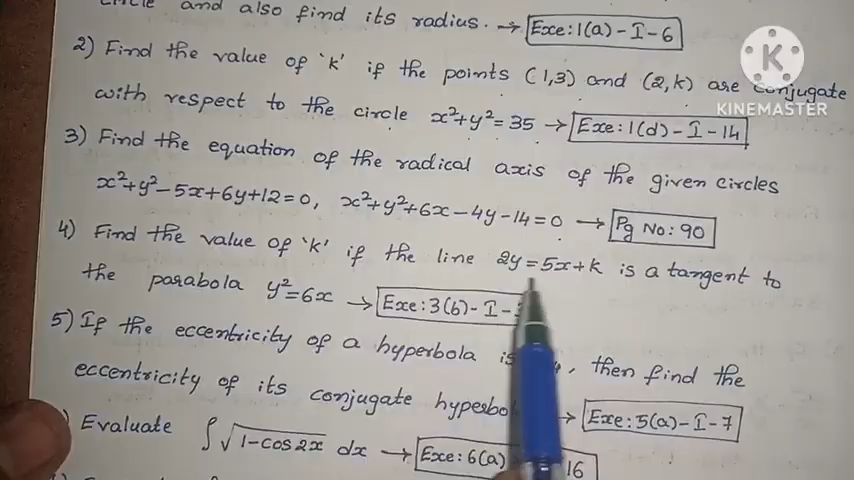 circle and also find its radius. → Exe: 1(a) - I - 6
2) Find the value of 'k' if the points (1,3) and (2,k) are conjugate
with respect to the circle x²+y² = 35 → Exe: 1(d) - I - 14
3) Find the equation of the radical axis of the given circles
x²+y²-5x+6y+12=0, x²+y²+6x-4y-14=0 → Pg No: 90
4) Find the value of 'k' if the line 2y=5x+k is a tangent to
the parabola y²=6x → Exe: 3(b) - I -
5) If the eccentricity of a hyperbola is , then find the
eccentricity of its conjugate → Exe: 5(a) - I - 7
) Evaluate ∫√1-cos2x dx → Exe: 6(a) 16
K
KINEMASTER